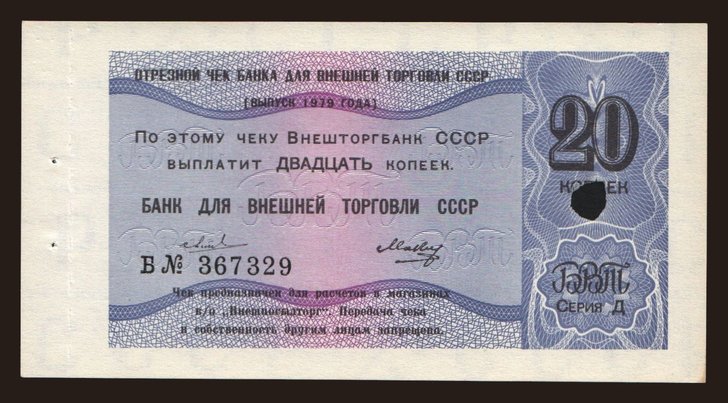 ОТРЕЗНОЙ ЧЕК БАНКА ДЛЯ ВНЕШНЕЙ ТОРГОВЛИ СССР
[ВЫПУСК 1979 ГОДА]
По этому чеку Внешторгбанк СССР
выплатит ДВАДЦАТЬ копеек.
БАНК ДЛЯ ВНЕШНЕЙ ТОРГОВЛИ СССР
Б № 367329
Чек предназначен для расчетов в магазинах
в/о "Внешпосылторг". Передача чека
в собственность другим лицам запрещена.
20
КОПЕЕК
БВТ
Серия Д